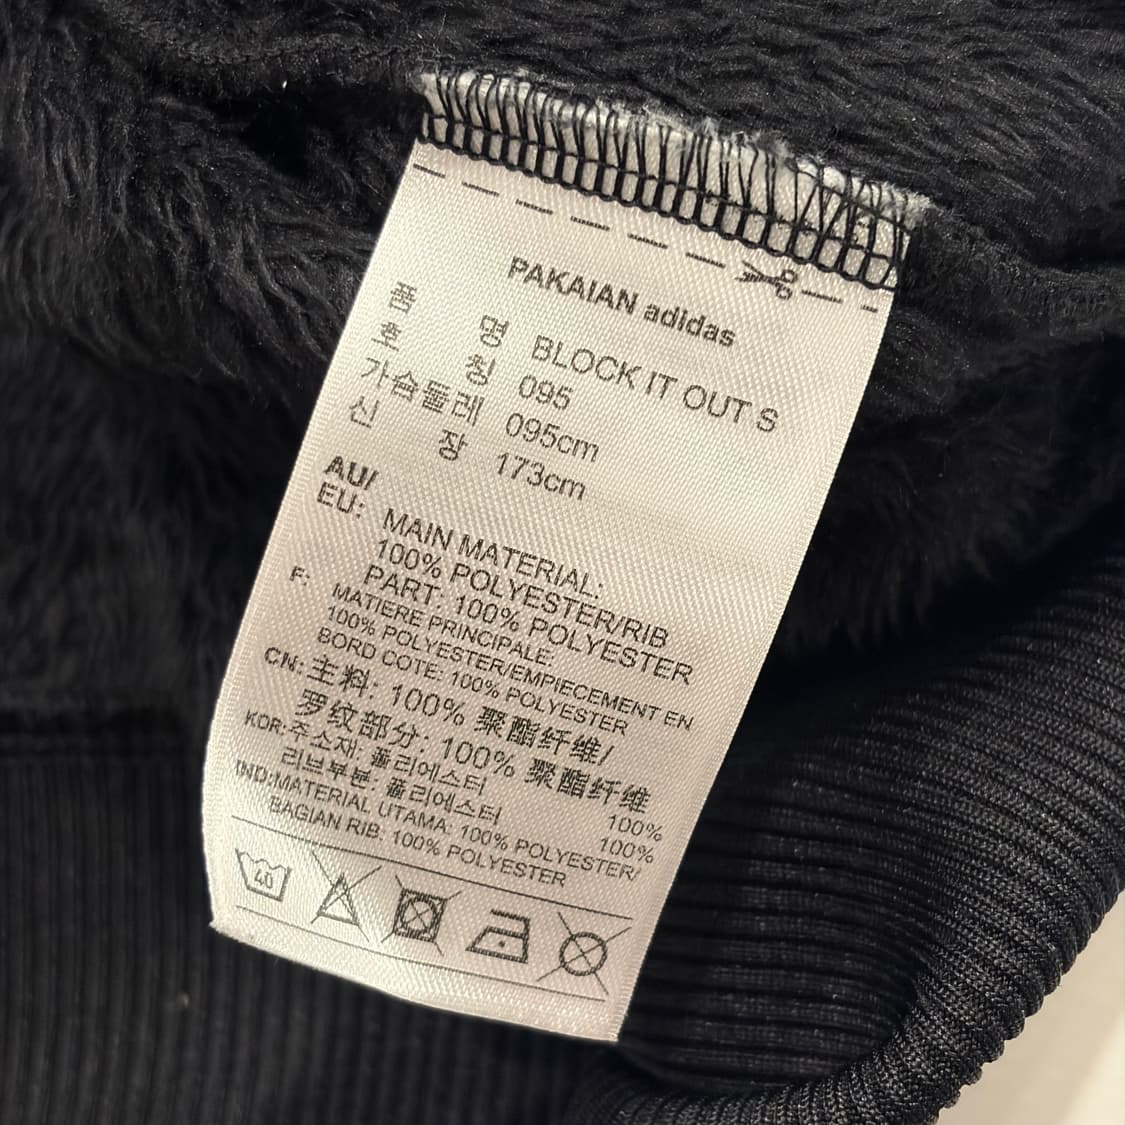 PAKAIAN adidas
품 명 BLOCK IT OUT S
호 칭 095
가슴둘레 095cm
신 장 173cm
AU/
EU: MAIN MATERIAL:
100% POLYESTER/RIB
PART: 100% POLYESTER
F: MATIERE PRINCIPALE:
100% POLYESTER/EMPIECEMENT EN
BORD COTE: 100% POLYESTER
CN: 主料: 100% 聚酯纤维/
罗纹部分: 100% 聚酯纤维
KOR: 주소재: 폴리에스터 100%
리브부분: 폴리에스터 100%
IND: MATERIAL UTAMA: 100% POLYESTER/
BAGIAN RIB: 100% POLYESTER
40